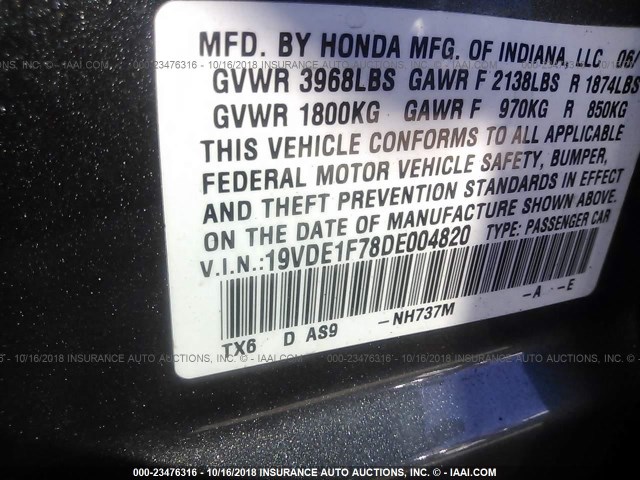 MFD. BY HONDA MFG. OF INDIANA, LLC 06/
GVWR 3968LBS GAWR F 2138LBS R 1874LBS
GVWR 1800KG GAWR F 970KG R 850KG
THIS VEHICLE CONFORMS TO ALL APPLICABLE
FEDERAL MOTOR VEHICLE SAFETY, BUMPER,
AND THEFT PREVENTION STANDARDS IN EFFECT
ON THE DATE OF MANUFACTURE SHOWN ABOVE.
V.I.N.:19VDE1F78DE004820 TYPE: PASSENGER CAR
TX6 D AS9 -NH737M -A -E
000-23476316 - 10/16/2018 INSURANCE AUTO AUCTIONS, INC. © - IAAI.COM